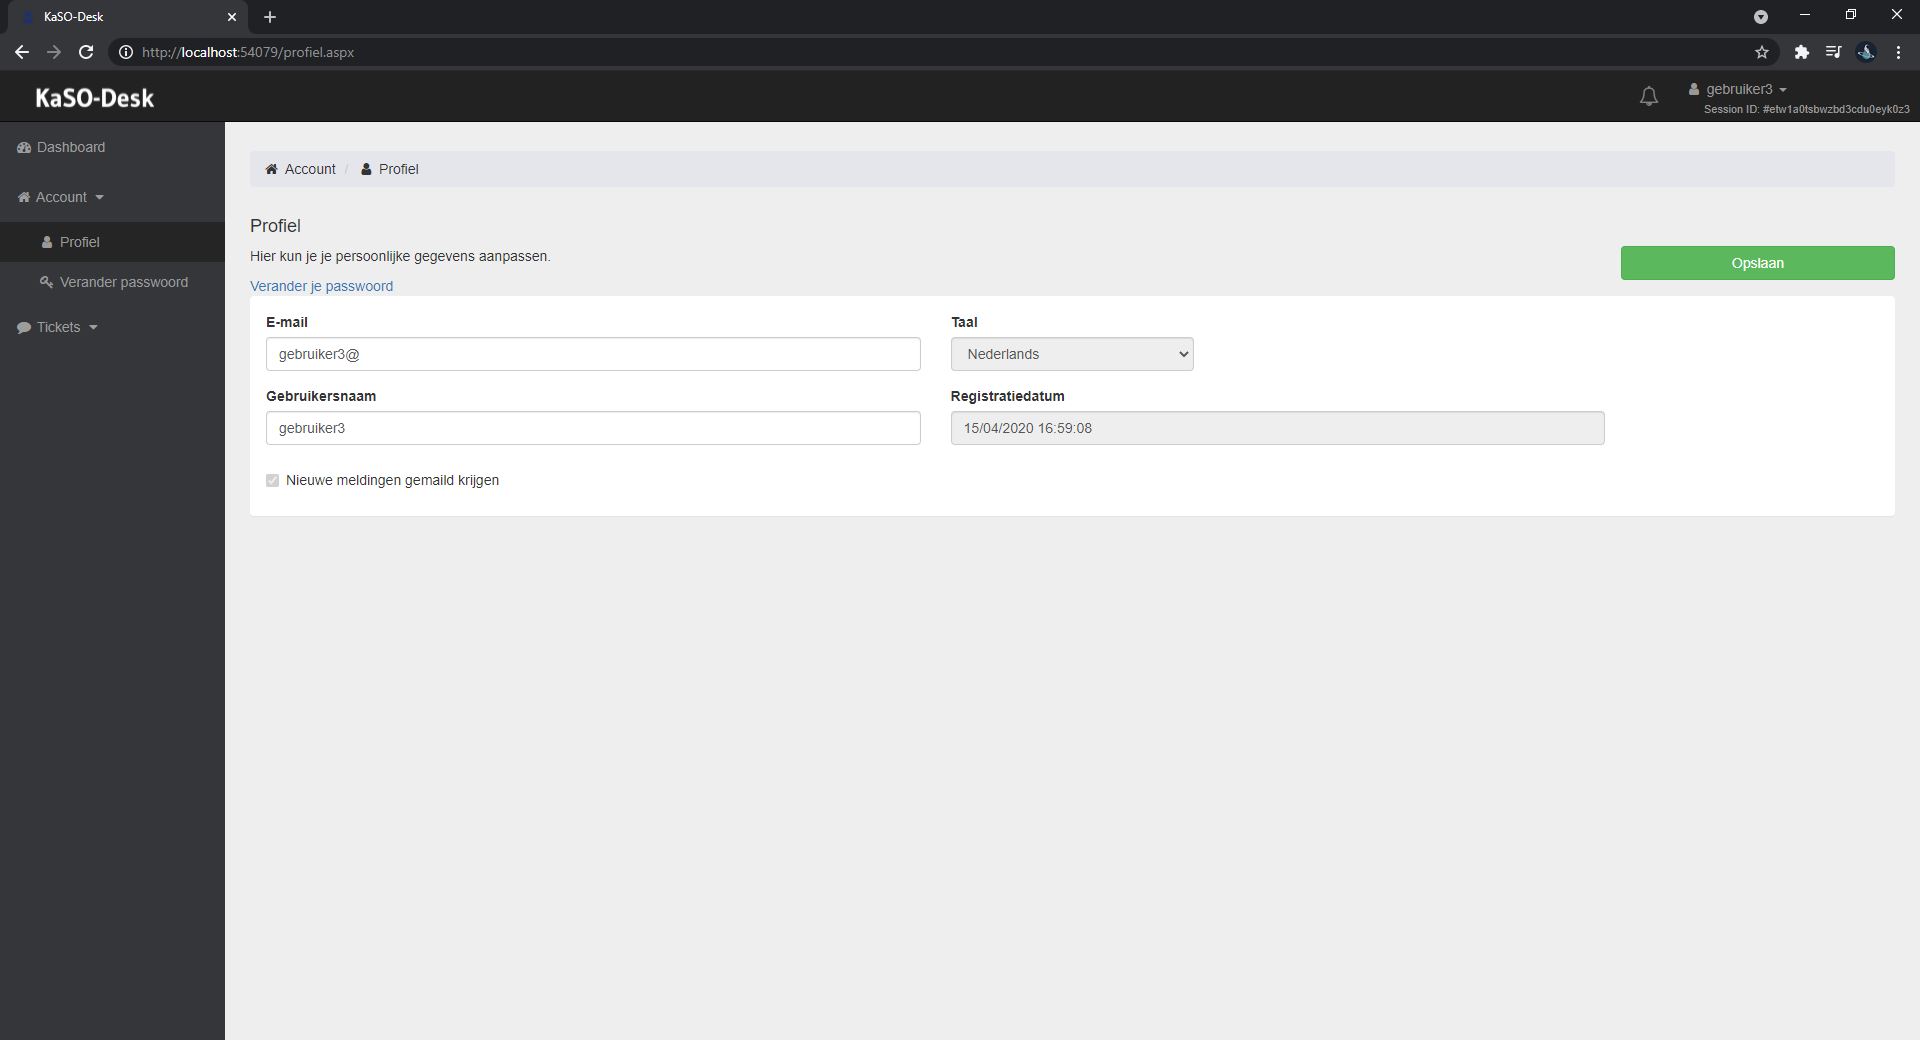 KaSO-Desk
http://localhost:54079/profiel.aspx
KaSO-Desk
gebruiker3
Session ID: #etw1a0tsbwzbd3cdu0eyk0z3
Dashboard
Account
Profiel
Verander passwoord
Tickets
Account / Profiel
Profiel
Hier kun je je persoonlijke gegevens aanpassen.
Opslaan
Verander je passwoord
E-mail
gebruiker3@
Taal
Nederlands
Gebruikersnaam
gebruiker3
Registratiedatum
15/04/2020 16:59:08
Nieuwe meldingen gemaild krijgen